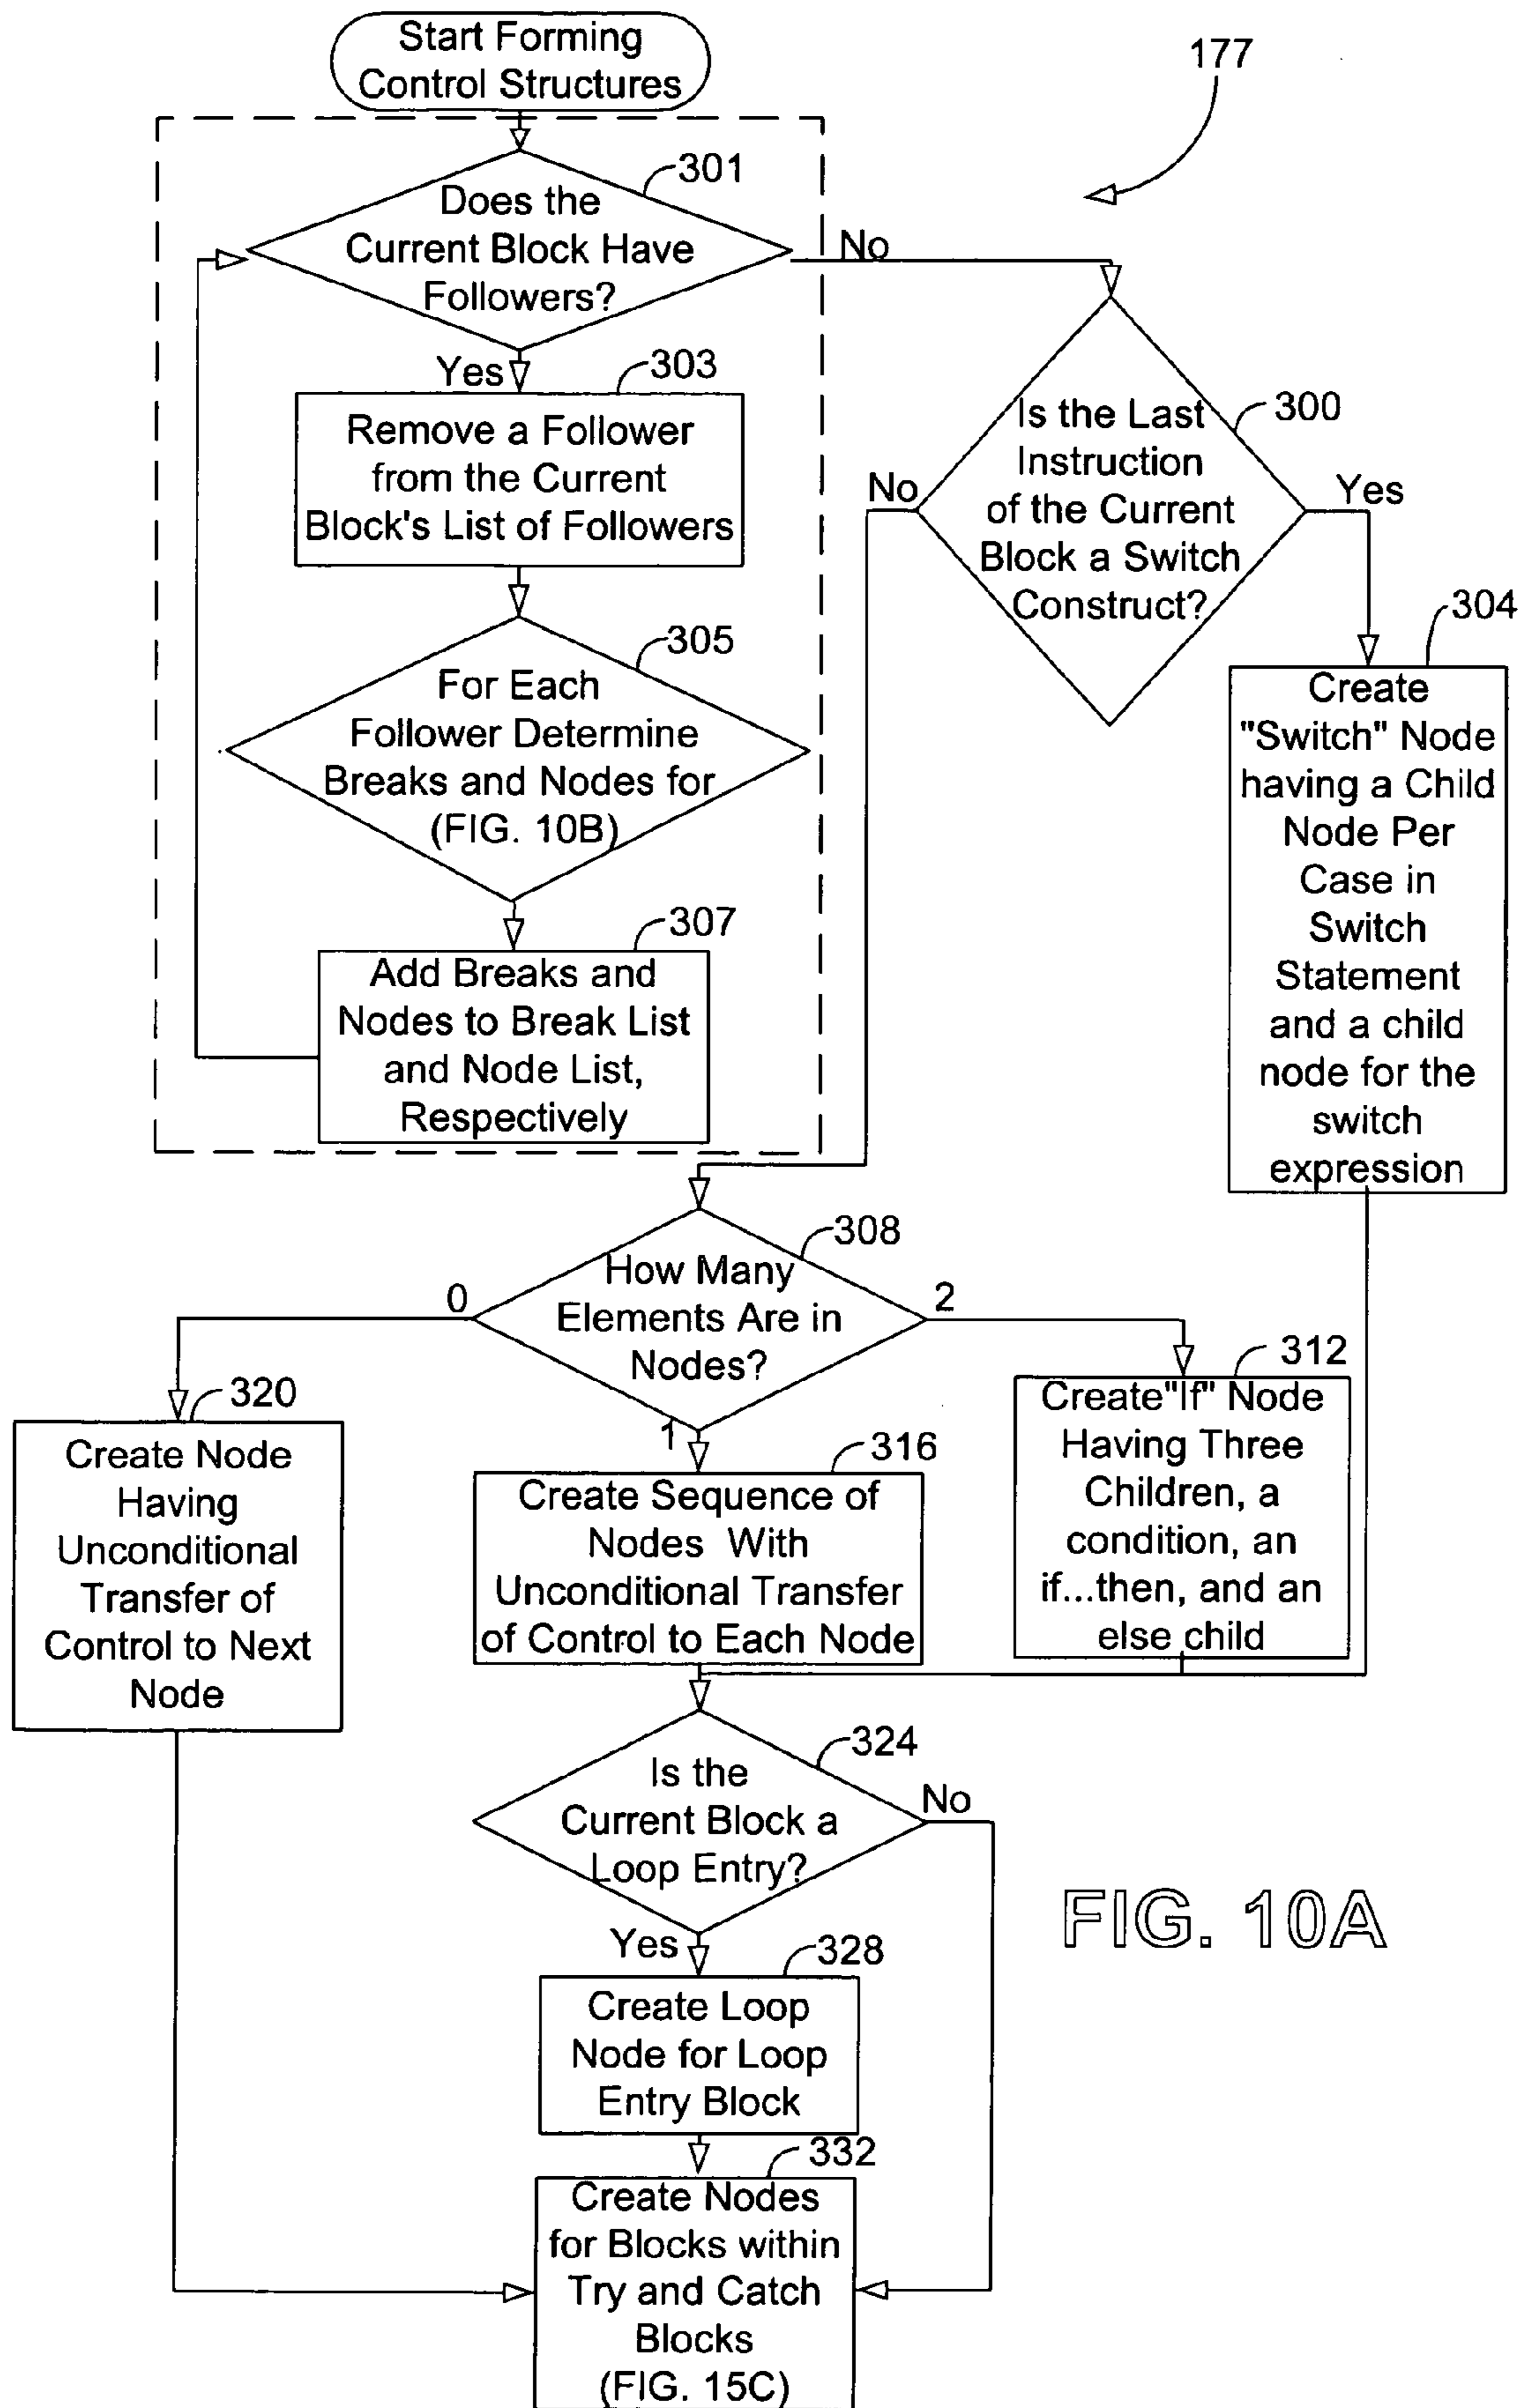 Start Forming
Control Structures
177
301
Does the
Current Block Have
Followers?
No
Yes
303
Remove a Follower
from the Current
Block's List of Followers
300
Is the Last
Instruction
of the Current
Block a Switch
Construct?
No
Yes
305
For Each
Follower Determine
Breaks and Nodes for
(FIG. 10B)
304
Create
"Switch" Node
having a Child
Node Per
Case in
Switch
Statement
and a child
node for the
switch
expression
307
Add Breaks and
Nodes to Break List
and Node List,
Respectively
308
How Many
Elements Are in
Nodes?
0
2
1
312
Create"If" Node
Having Three
Children, a
condition, an
if...then, and an
else child
320
Create Node
Having
Unconditional
Transfer of
Control to Next
Node
316
Create Sequence of
Nodes With
Unconditional Transfer
of Control to Each Node
324
Is the
Current Block a
Loop Entry?
No
Yes
FIG. 10A
328
Create Loop
Node for Loop
Entry Block
332
Create Nodes
for Blocks within
Try and Catch
Blocks
(FIG. 15C)